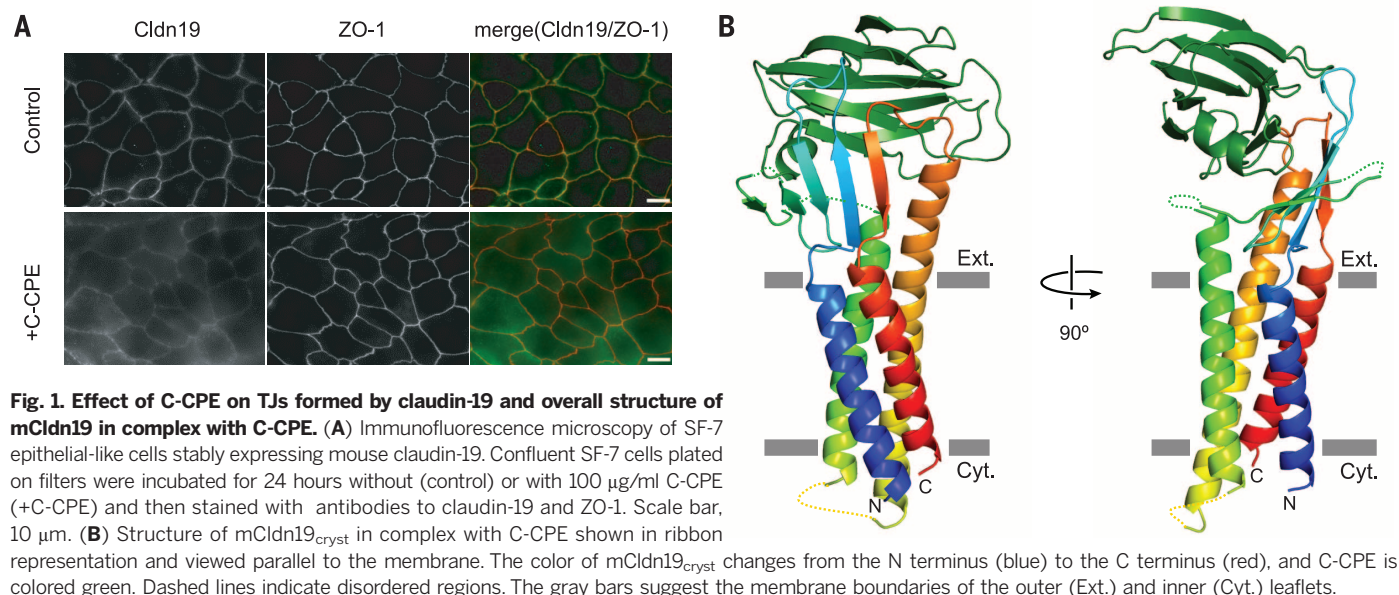 A
Cldn19 ZO-1 merge(Cldn19/ZO-1)
Control
+C-CPE
B
Ext.
Cyt.
N
C
90º
Ext.
Cyt.
C
N
Fig. 1. Effect of C-CPE on TJs formed by claudin-19 and overall structure of
mCldn19 in complex with C-CPE. (A) Immunofluorescence microscopy of SF-7
epithelial-like cells stably expressing mouse claudin-19. Confluent SF-7 cells plated
on filters were incubated for 24 hours without (control) or with 100 μg/ml C-CPE
(+C-CPE) and then stained with antibodies to claudin-19 and ZO-1. Scale bar,
10 μm. (B) Structure of mCldn19cryst in complex with C-CPE shown in ribbon
representation and viewed parallel to the membrane. The color of mCldn19cryst changes from the N terminus (blue) to the C terminus (red), and C-CPE is
colored green. Dashed lines indicate disordered regions. The gray bars suggest the membrane boundaries of the outer (Ext.) and inner (Cyt.) leaflets.